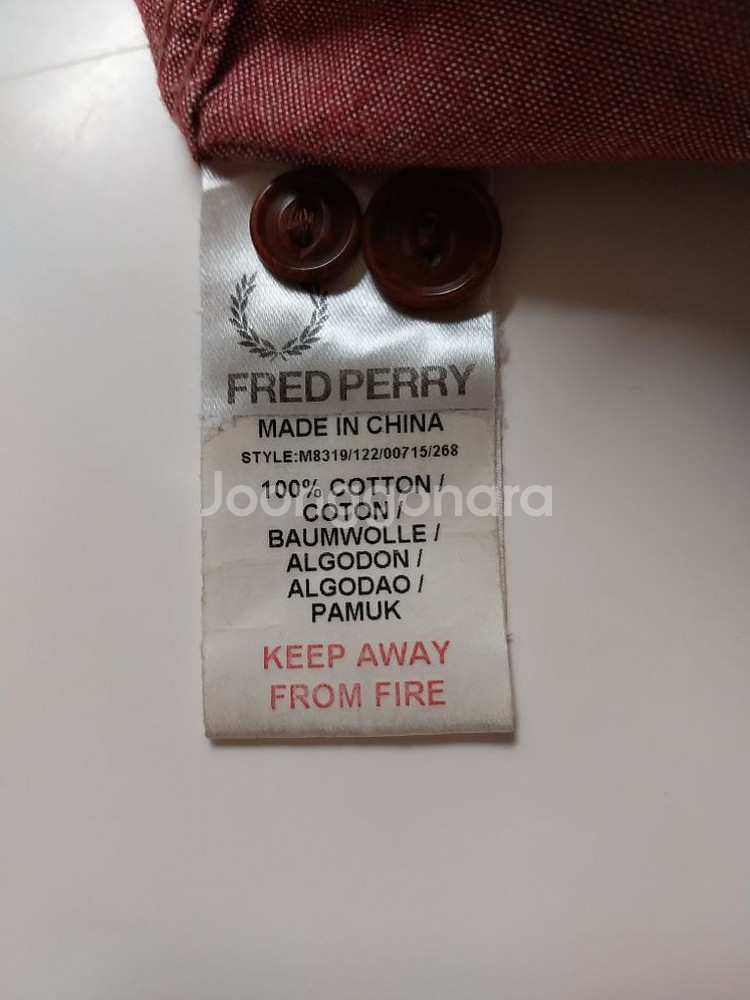 FRED PERRY
MADE IN CHINA
STYLE:M8319/122/00715/268
100% COTTON /
Joonggonara
COTON /
BAUMWOLLE /
ALGODON /
ALGODAO /
PAMUK
KEEP AWAY
FROM FIRE